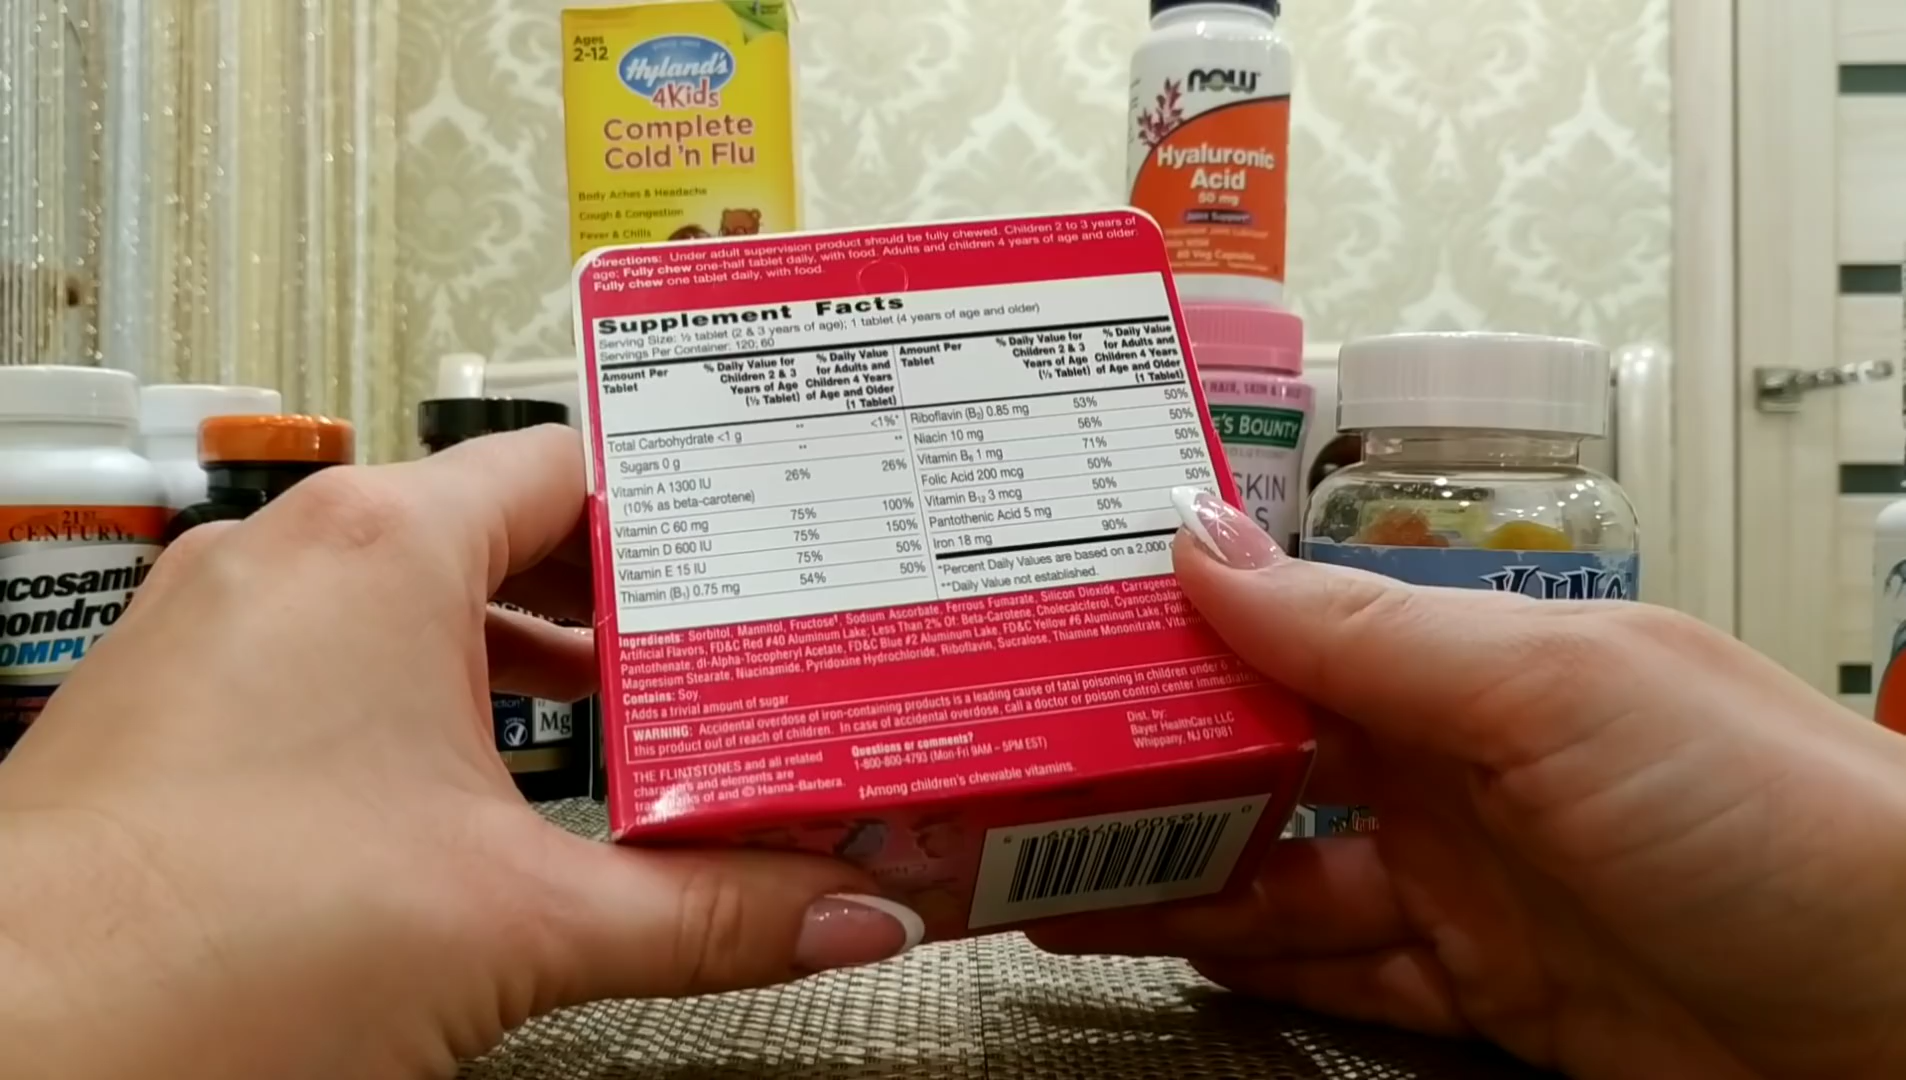 Ages
2-12
SINCE 1903
Hyland's
4Kids
Complete
Cold 'n Flu
Body Aches & Headache
Cough & Congestion
Fever & Chills
now
Hyaluronic
Acid
50 mg
Joint Support*
60 Veg Capsules
Directions: Under adult supervision product should be fully chewed. Children 2 to 3 years of
age: Fully chew one-half tablet daily, with food. Adults and children 4 years of age and older:
Fully chew one tablet daily, with food.
Supplement Facts
Serving Size: ½ tablet (2 & 3 years of age); 1 tablet (4 years of age and older)
Servings Per Container: 120; 60
Amount Per
Tablet
% Daily Value for
Children 2 & 3
Years of Age
(½ Tablet)
% Daily Value
for Adults and
Children 4 Years
of Age and Older
(1 Tablet)
Total Carbohydrate <1 g ** <1%*
Sugars 0 g ** **
Vitamin A 1300 IU 26% 26%
(10% as beta-carotene)
Vitamin C 60 mg 75% 100%
Vitamin D 600 IU 75% 150%
Vitamin E 15 IU 75% 50%
Thiamin (B₁) 0.75 mg 54% 50%
Amount Per
Tablet
% Daily Value for
Children 2 & 3
Years of Age
(½ Tablet)
% Daily Value
for Adults and
Children 4 Years
of Age and Older
(1 Tablet)
Riboflavin (B₂) 0.85 mg 53% 50%
Niacin 10 mg 56% 50%
Vitamin B₆ 1 mg 71% 50%
Folic Acid 200 mcg 50% 50%
Vitamin B₁₂ 3 mcg 50% 50%
Pantothenic Acid 5 mg 50%
Iron 18 mg 90%
*Percent Daily Values are based on a 2,000
**Daily Value not established.
Ingredients: Sorbitol, Mannitol, Fructose†, Sodium Ascorbate, Ferrous Fumarate, Silicon Dioxide,
Artificial Flavors, FD&C Red #40 Aluminum Lake; Less Than 2% Of: Beta-Carotene, Cholecalciferol,
Pantothenate, dl-Alpha-Tocopheryl Acetate, FD&C Blue #2 Aluminum Lake, FD&C Yellow #6 Aluminum Lake, Folic
Magnesium Stearate, Niacinamide, Pyridoxine Hydrochloride, Riboflavin, Sucralose, Thiamine Mononitrate,
Contains: Soy.
†Adds a trivial amount of sugar
WARNING: Accidental overdose of iron-containing products is a leading cause of fatal poisoning in children under 6
this product out of reach of children. In case of accidental overdose, call a doctor or poison control center
THE FLINTSTONES and all related
characters and elements are
trademarks of and © Hanna-Barbera.
Questions or comments?
1-800-800-4793 (Mon-Fri 9AM – 5PM EST)
‡Among children's chewable vitamins.
Dist. by:
Bayer HealthCare LLC
Whippany, NJ 07981
21ST
CENTURY
Mg
HAIR, SKIN &
E'S BOUNTY
SKIN